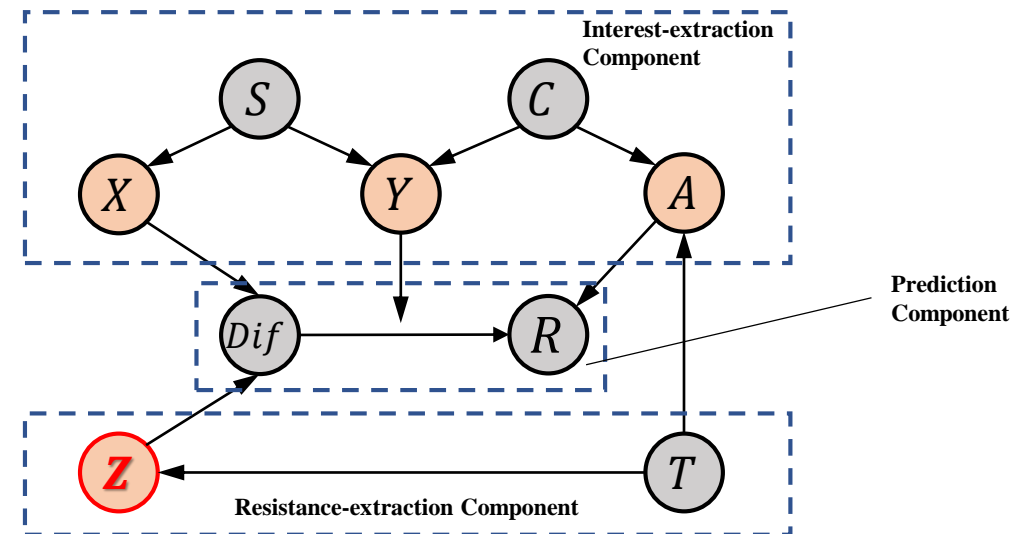 Interest-extraction
Component
S
C
X
Y
A
Prediction
Component
Dif
R
Z
T
Resistance-extraction Component